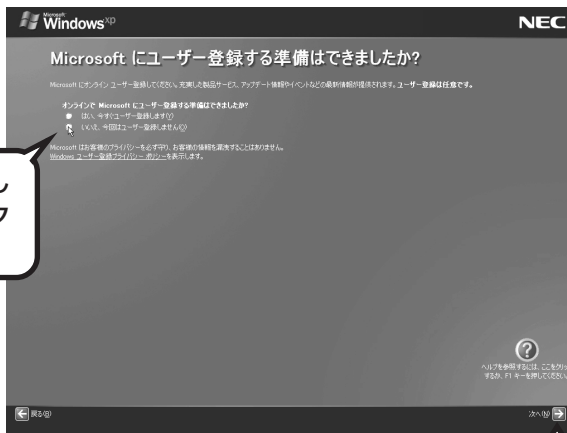 Microsoft
Windows xp
NEC
Microsoft にユーザー登録する準備はできましたか?
Microsoft にオンライン ユーザー登録してください。充実した製品サービス、アップデート情報やイベントなどの最新情報が提供されます。ユーザー登録は任意です。
オンラインで Microsoft にユーザー登録する準備はできましたか?
はい、今すぐユーザー登録します(Y)
いいえ、今回はユーザー登録しません(O)
Microsoft はお客様のプライバシーを必ず守り、お客様の情報を漏洩することはありません。
Windows ユーザー登録プライバシー ポリシーを表示します。
ヘルプを参照するには、ここをクリッ
するか、F1 キーを押してください。
戻る(B)
次へ(N)